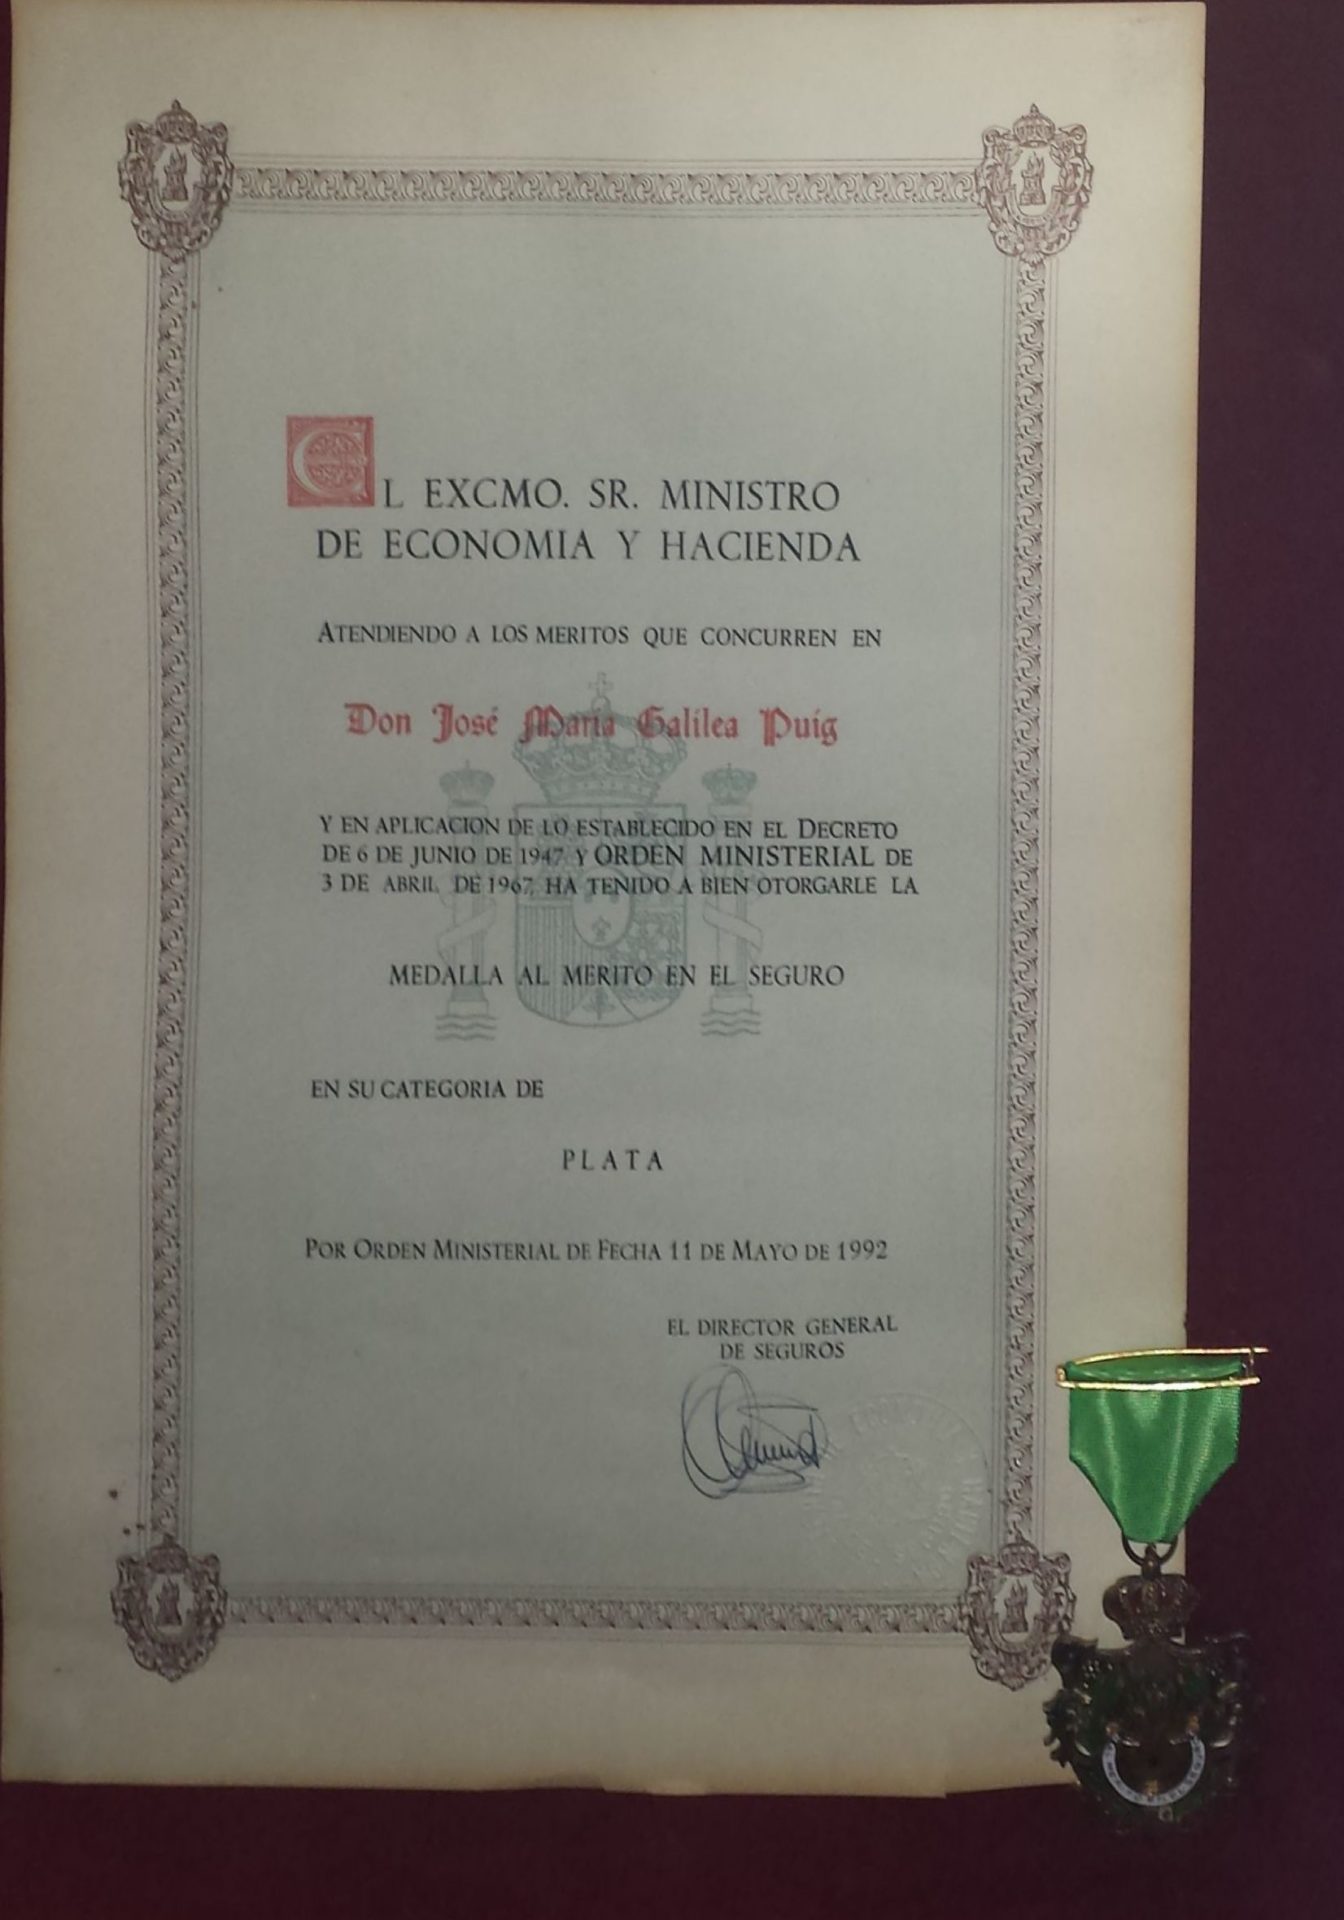 EL EXCMO. SR. MINISTRO
DE ECONOMIA Y HACIENDA
ATENDIENDO A LOS MERITOS QUE CONCURREN EN
Don José Maria Galilea Puig
Y EN APLICACION DE LO ESTABLECIDO EN EL DECRETO
DE 6 DE JUNIO DE 1947 Y ORDEN MINISTERIAL DE
3 DE ABRIL DE 1967, HA TENIDO A BIEN OTORGARLE LA
MEDALLA AL MERITO EN EL SEGURO
EN SU CATEGORIA DE
PLATA
POR ORDEN MINISTERIAL DE FECHA 11 DE MAYO DE 1992
EL DIRECTOR GENERAL
DE SEGUROS